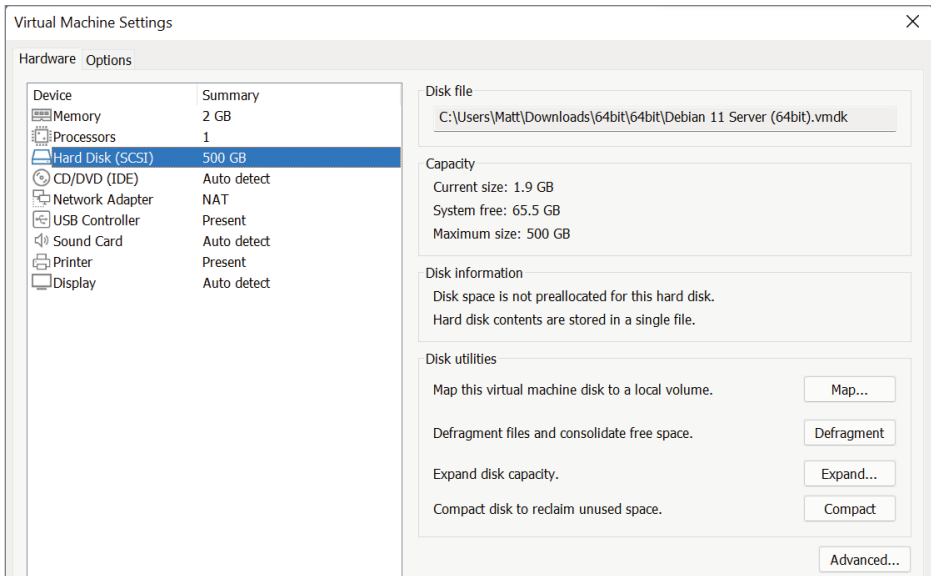 Virtual Machine Settings
Hardware Options
Device Summary
Memory 2 GB
Processors 1
Hard Disk (SCSI) 500 GB
CD/DVD (IDE) Auto detect
Network Adapter NAT
USB Controller Present
Sound Card Auto detect
Printer Present
Display Auto detect
Disk file
C:\Users\Matt\Downloads\64bit\64bit\Debian 11 Server (64bit).vmdk
Capacity
Current size: 1.9 GB
System free: 65.5 GB
Maximum size: 500 GB
Disk information
Disk space is not preallocated for this hard disk.
Hard disk contents are stored in a single file.
Disk utilities
Map this virtual machine disk to a local volume. Map...
Defragment files and consolidate free space. Defragment
Expand disk capacity. Expand...
Compact disk to reclaim unused space. Compact
Advanced...